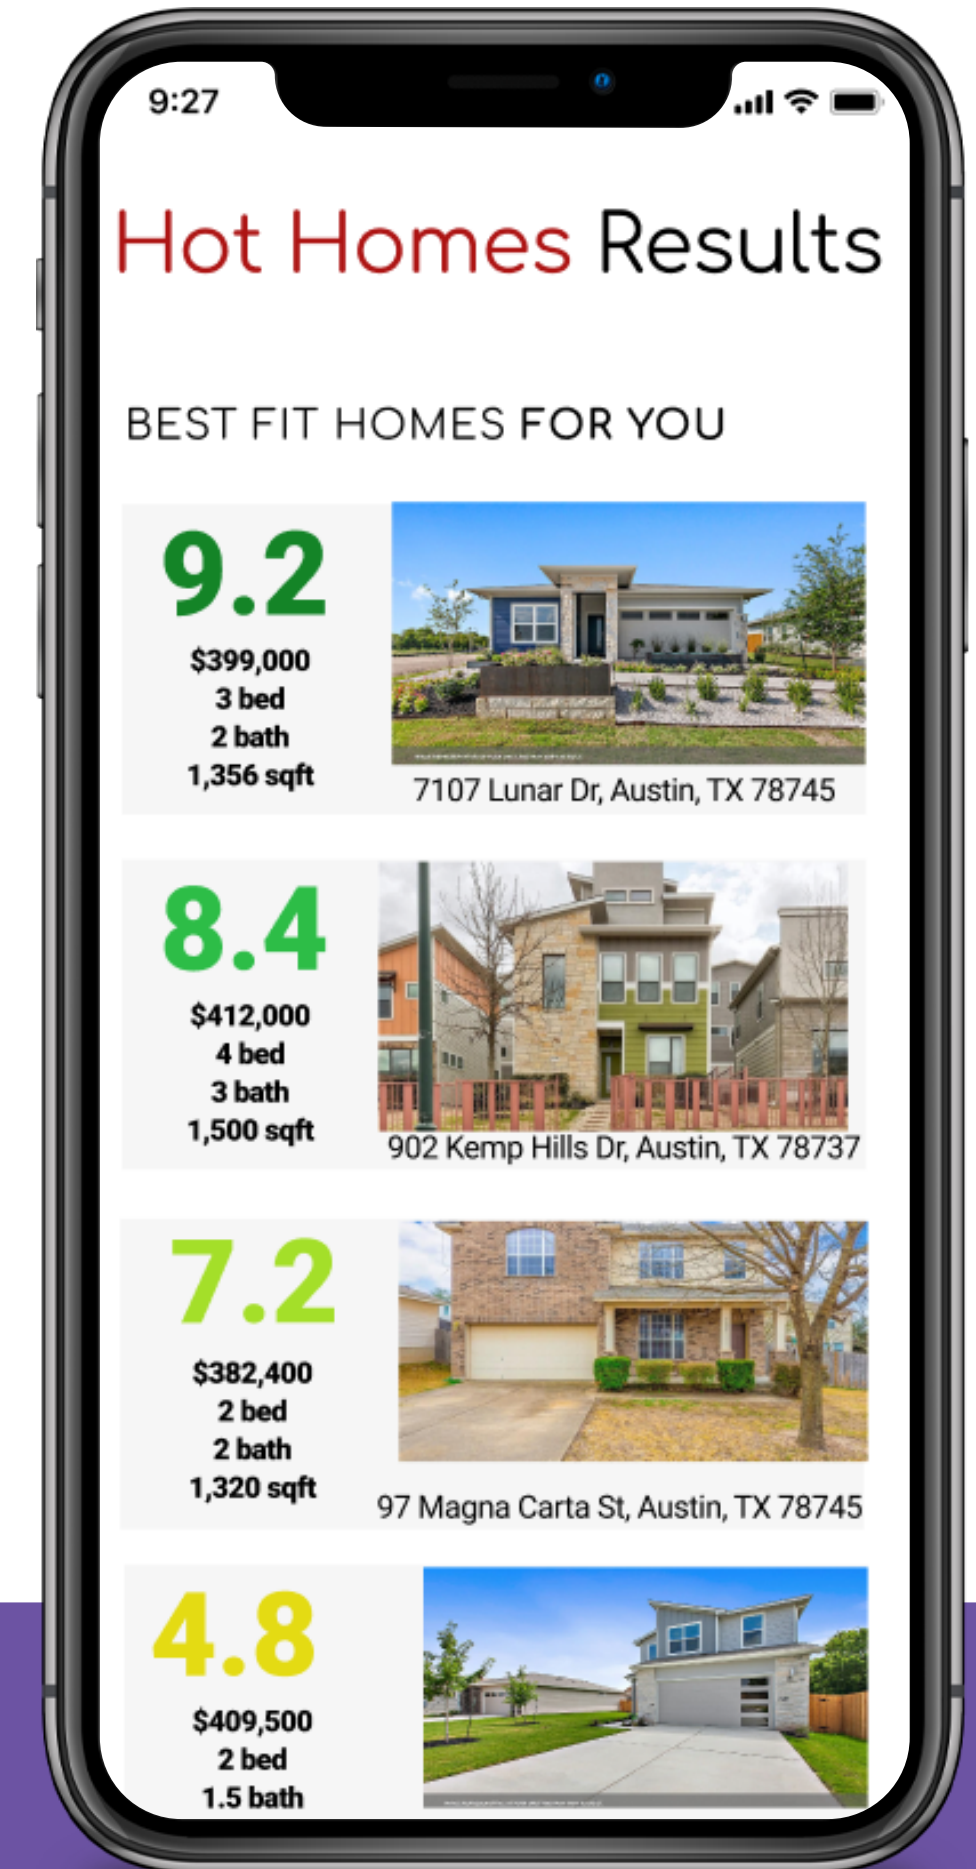 9:27
Hot Homes Results
BEST FIT HOMES FOR YOU
9.2
$399,000
3 bed
2 bath
1,356 sqft
7107 Lunar Dr, Austin, TX 78745
8.4
$412,000
4 bed
3 bath
1,500 sqft
902 Kemp Hills Dr, Austin, TX 78737
7.2
$382,400
2 bed
2 bath
1,320 sqft
97 Magna Carta St, Austin, TX 78745
4.8
$409,500
2 bed
1.5 bath